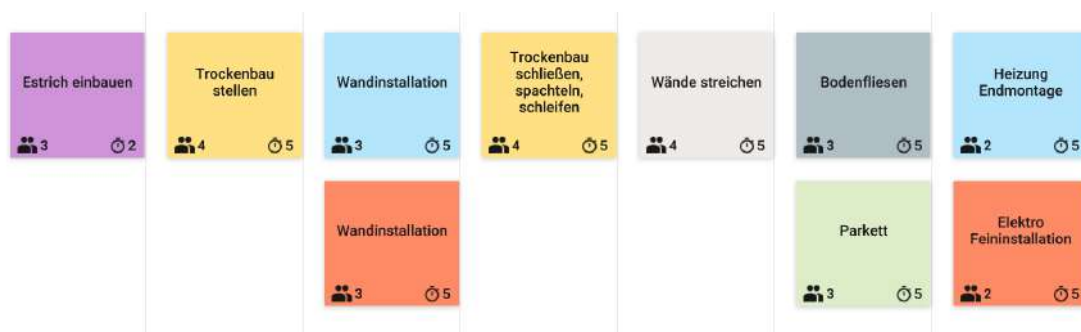 Estrich einbauen
3 2
Trockenbau
stellen
4 5
Wandinstallation
3 5
Trockenbau
schließen,
spachteln,
schleifen
4 5
Wände streichen
4 5
Bodenfliesen
3 5
Heizung
Endmontage
2 5
Wandinstallation
3 5
Parkett
3 5
Elektro
Feininstallation
2 5